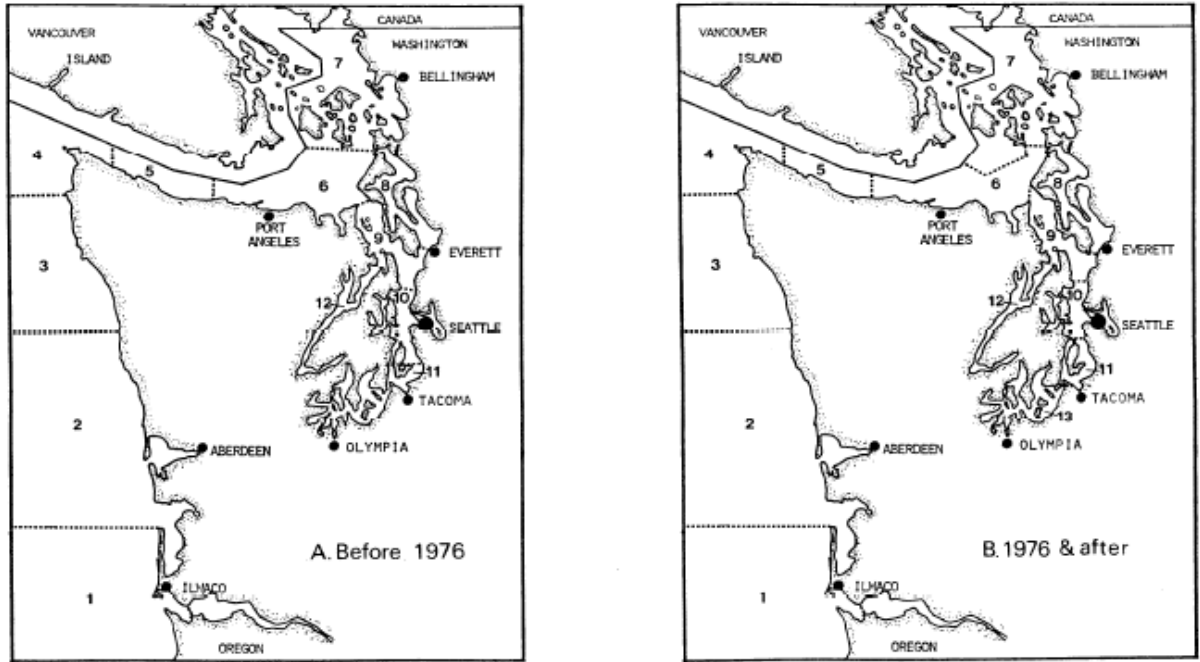 CANADA
VANCOUVER
WASHINGTON
ISLAND
7
BELLINGHAM
4
5
6
8
PORT
ANGELES
9
EVERETT
3
12
10
SEATTLE
11
TACOMA
2
OLYMPIA
ABERDEEN
A. Before 1976
ILMACO
1
OREGON
CANADA
VANCOUVER
WASHINGTON
ISLAND
7
BELLINGHAM
4
5
6
8
PORT
ANGELES
9
EVERETT
3
12
10
SEATTLE
11
TACOMA
13
2
OLYMPIA
ABERDEEN
B. 1976 & after
ILMACO
1
OREGON